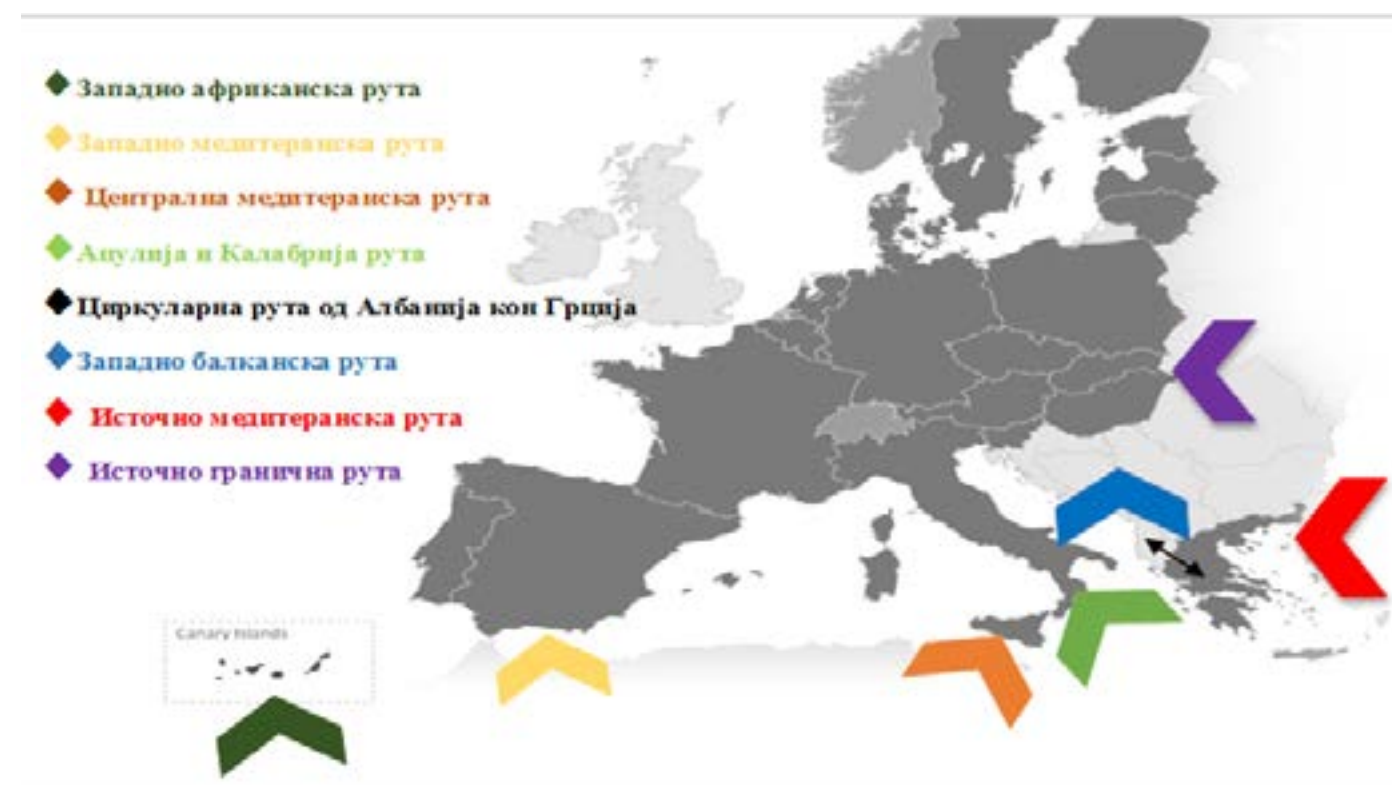 Западно африканска рута
Западно медитеранска рута
Централна медитеранска рута
Апулија и Калабрија рута
Циркуларна рута од Албанија кон Грција
Западно балканска рута
Источно медитеранска рута
Источно гранична рута
Canary Islands